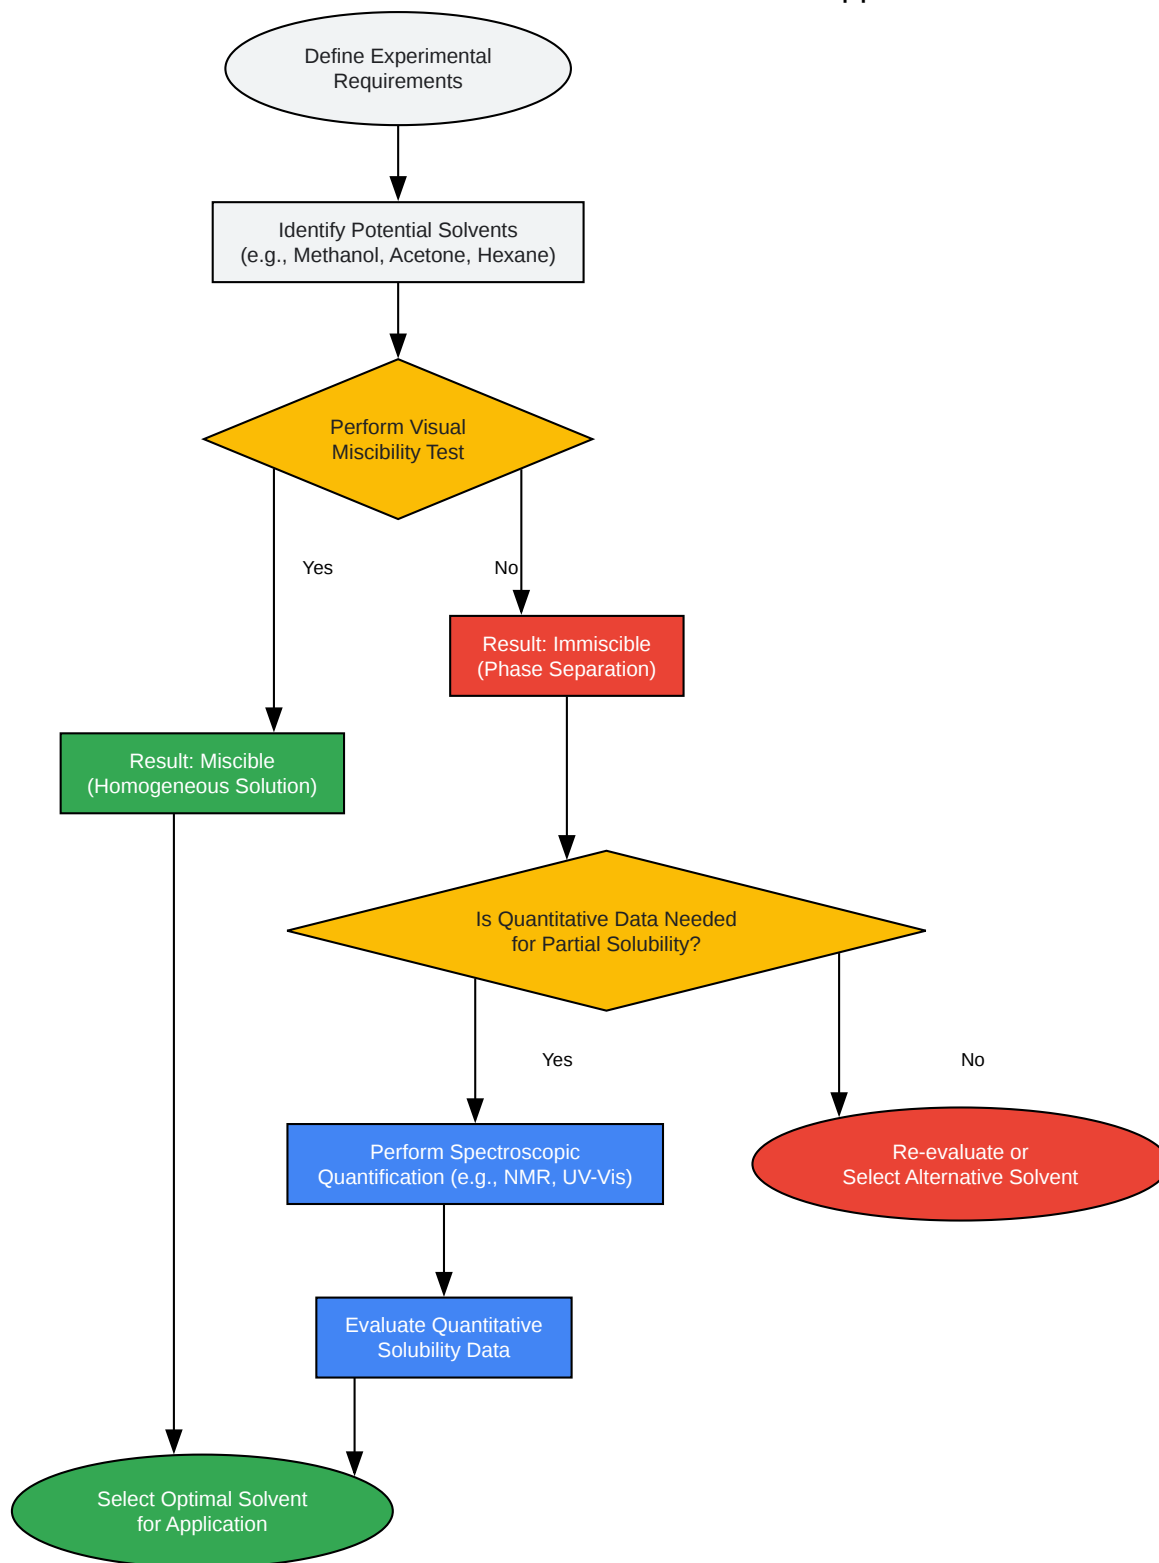 Define Experimental
Requirements
Identify Potential Solvents
(e.g., Methanol, Acetone, Hexane)
Perform Visual
Miscibility Test
Yes
No
Result: Immiscible
(Phase Separation)
Result: Miscible
(Homogeneous Solution)
Is Quantitative Data Needed
for Partial Solubility?
Yes
No
Perform Spectroscopic
Quantification (e.g., NMR, UV-Vis)
Re-evaluate or
Select Alternative Solvent
Evaluate Quantitative
Solubility Data
Select Optimal Solvent
for Application